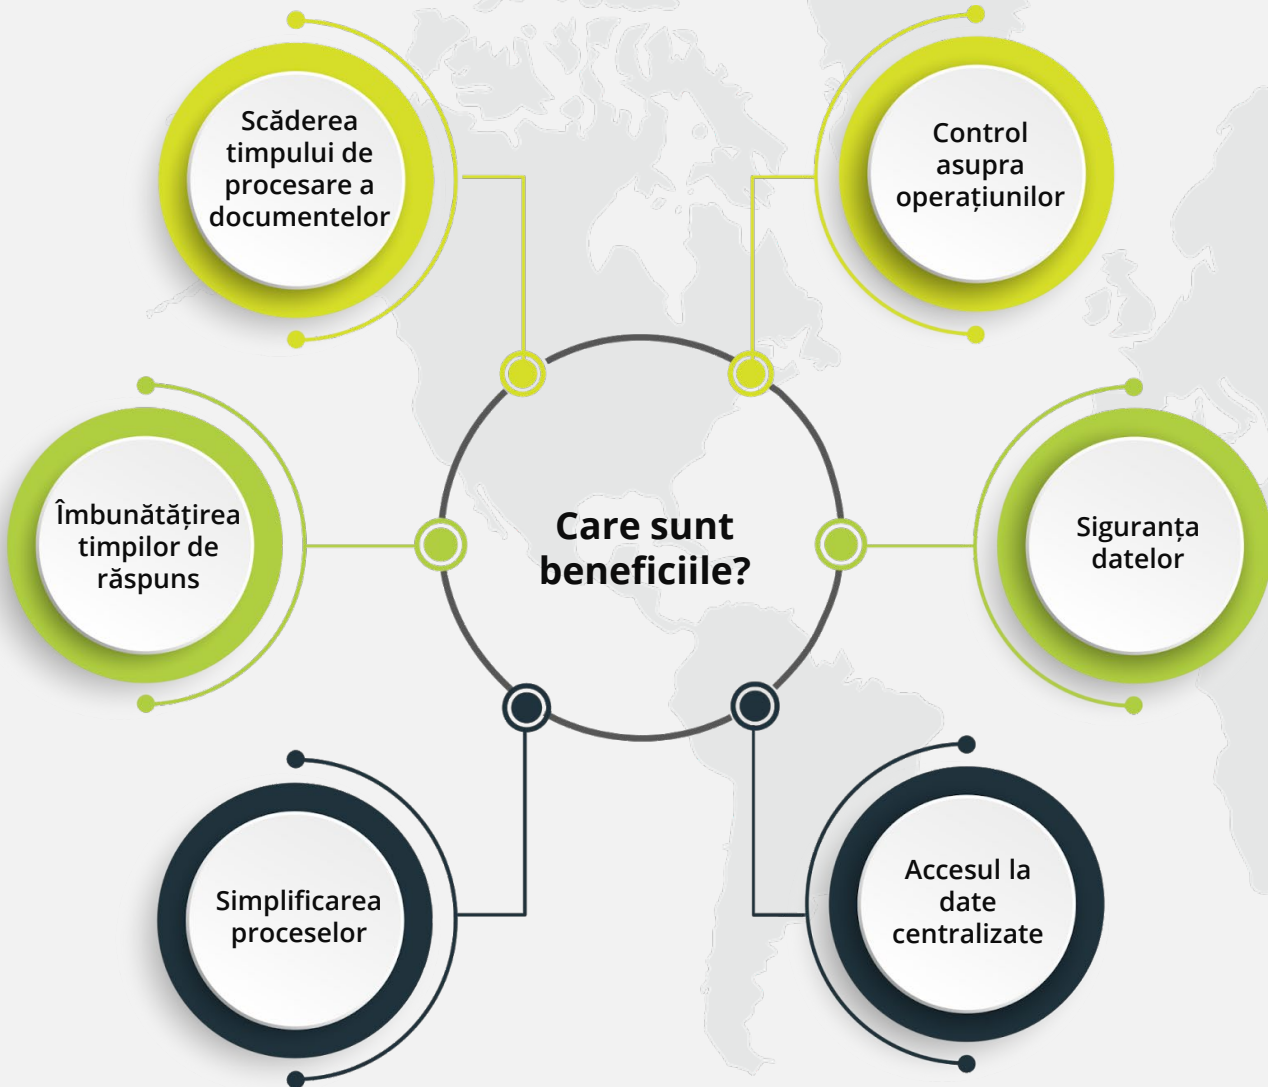 Scăderea
timpului de
procesare a
documentelor
Control
asupra
operațiunilor
Îmbunătățirea
timpilor de
răspuns
Care sunt
beneficiile?
Siguranța
datelor
Simplificarea
proceselor
Accesul la
date
centralizate